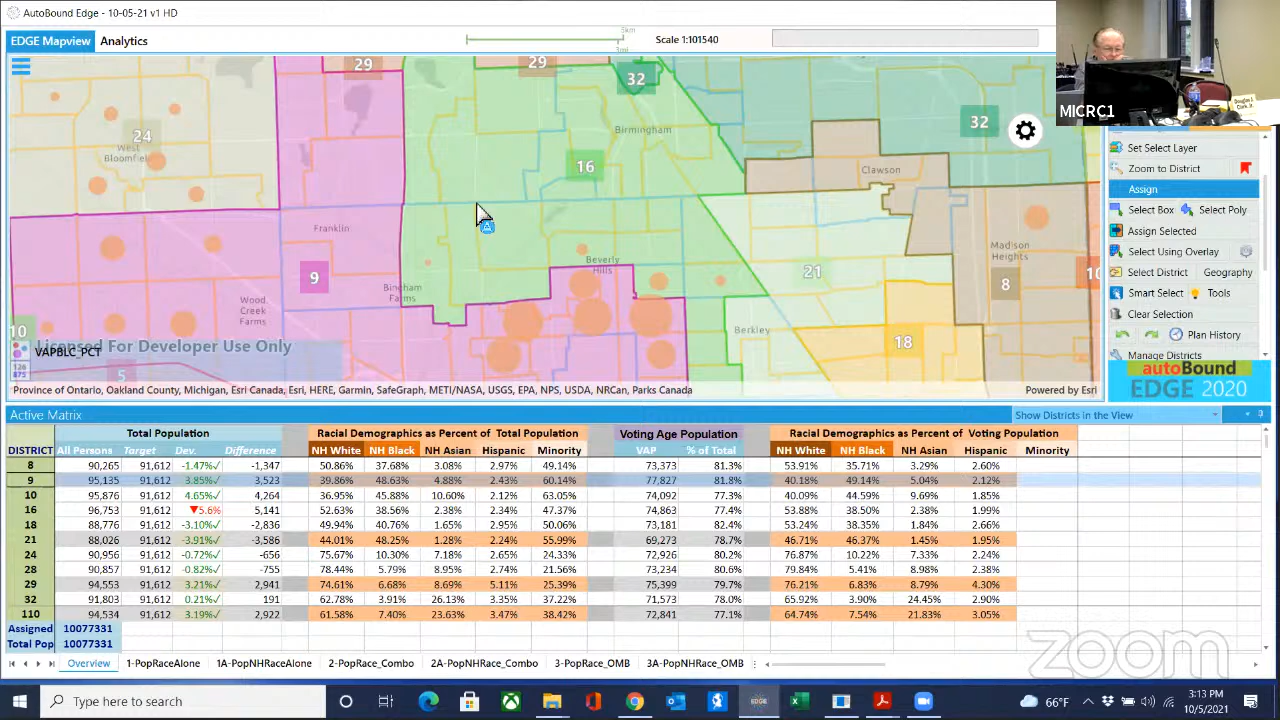 AutoBound Edge - 10-05-21 v1 HD
EDGE Mapview Analytics
Scale 1:101540
MICRC1
29 29 32
24
West Bloomfield
Birmingham
16
32
Clawson
Franklin
9
Bingham Farms
Beverly Hills
21
Madison Heights
8
Wood Creek Farms
Berkley
18
10
5
Licensed For Developer Use Only
VAPBLC_PCT
Province of Ontario, Oakland County, Michigan, Esri Canada, Esri, HERE, Garmin, SafeGraph, METI/NASA, USGS, EPA, NPS, USDA, NRCan, Parks Canada
Powered by Esri
Set Select Layer
Zoom to District
Assign
Select Box Select Poly
Assign Selected
Select Using Overlay
Select District Geography
Smart Select Tools
Clear Selection
Plan History
Manage Districts
autoBound
EDGE 2020
Active Matrix
Show Districts in the View
Total Population Racial Demographics as Percent of Total Population Voting Age Population Racial Demographics as Percent of Voting Population
DISTRICT All Persons Target Dev. Difference NH White NH Black NH Asian Hispanic Minority VAP % of Total NH White NH Black NH Asian Hispanic Minority
8 90,265 91,612 -1.47%✓ -1,347 50.86% 37.68% 3.08% 2.97% 49.14% 73,373 81.3% 53.91% 35.71% 3.29% 2.60%
9 95,135 91,612 3.85%✓ 3,523 39.86% 48.63% 4.88% 2.43% 60.14% 77,827 81.8% 40.18% 49.14% 5.04% 2.12%
10 95,876 91,612 4.65%✓ 4,264 36.95% 45.88% 10.60% 2.12% 63.05% 74,092 77.3% 40.09% 44.59% 9.69% 1.85%
16 96,753 91,612 ▼5.6% 5,141 52.63% 38.56% 2.38% 2.34% 47.37% 74,863 77.4% 53.88% 38.50% 2.38% 1.99%
18 88,776 91,612 -3.10%✓ -2,836 49.94% 40.76% 1.65% 2.95% 50.06% 73,181 82.4% 53.24% 38.35% 1.84% 2.66%
21 88,026 91,612 -3.91%✓ -3,586 44.01% 48.25% 1.28% 2.24% 55.99% 69,273 78.7% 46.71% 46.37% 1.45% 1.95%
24 90,956 91,612 -0.72%✓ -656 75.67% 10.30% 7.18% 2.65% 24.33% 72,926 80.2% 76.87% 10.22% 7.33% 2.24%
28 90,857 91,612 -0.82%✓ -755 78.44% 5.79% 8.95% 2.74% 21.56% 73,234 80.6% 79.84% 5.41% 8.98% 2.38%
29 94,553 91,612 3.21%✓ 2,941 74.61% 6.68% 8.69% 5.11% 25.39% 75,399 79.7% 76.21% 6.83% 8.79% 4.30%
32 91,803 91,612 0.21%✓ 191 62.78% 3.91% 26.13% 3.35% 37.22% 71,573 78.0% 65.92% 3.90% 24.45% 2.90%
110 94,534 91,612 3.19%✓ 2,922 61.58% 7.40% 23.63% 3.47% 38.42% 72,841 77.1% 64.74% 7.54% 21.83% 3.05%
Assigned 10077331
Total Pop 10077331
Overview 1-PopRaceAlone 1A-PopNHRaceAlone 2-PopRace_Combo 2A-PopNHRace_Combo 3-PopRace_OMB 3A-PopNHRace_OMB
zoom
Type here to search
EDGE
66°F
3:13 PM
10/5/2021